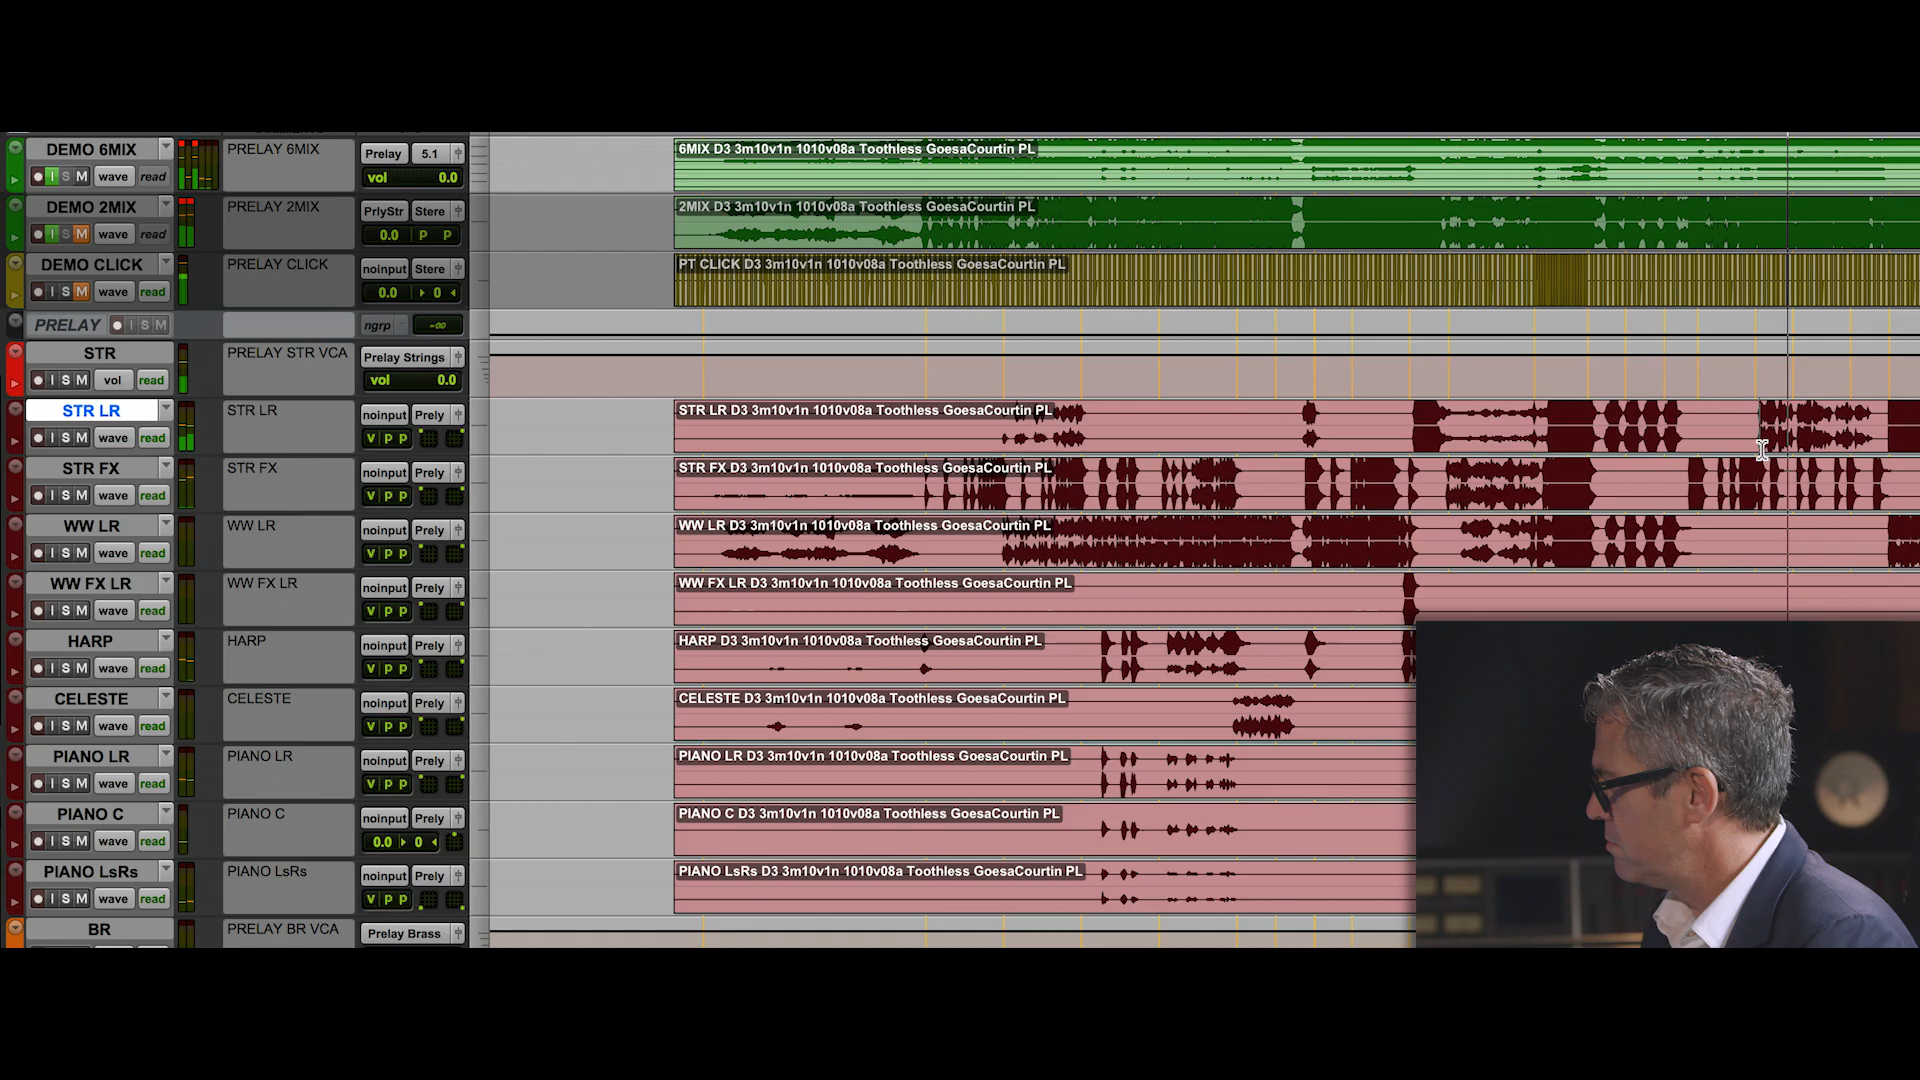 DEMO 6MIX PRELAY 6MIX Prelay 5.1 6MIX D3 3m10v1n 1010v08a Toothless GoesaCourtin PL
I S M wave read vol 0.0
DEMO 2MIX PRELAY 2MIX PrlyStr Stere 2MIX D3 3m10v1n 1010v08a Toothless GoesaCourtin PL
I S M wave read 0.0 P P
DEMO CLICK PRELAY CLICK noinput Stere PT CLICK D3 3m10v1n 1010v08a Toothless GoesaCourtin PL
I S M wave read 0.0 0
PRELAY I S M ngrp -∞
STR PRELAY STR VCA Prelay Strings
I S M vol read vol 0.0
STR LR STR LR noinput Prely STR LR D3 3m10v1n 1010v08a Toothless GoesaCourtin PL
I S M wave read v p p
STR FX STR FX noinput Prely STR FX D3 3m10v1n 1010v08a Toothless GoesaCourtin PL
I S M wave read v p p
WW LR WW LR noinput Prely WW LR D3 3m10v1n 1010v08a Toothless GoesaCourtin PL
I S M wave read v p p
WW FX LR WW FX LR noinput Prely WW FX LR D3 3m10v1n 1010v08a Toothless GoesaCourtin PL
I S M wave read v p p
HARP HARP noinput Prely HARP D3 3m10v1n 1010v08a Toothless GoesaCourtin PL
I S M wave read v p p
CELESTE CELESTE noinput Prely CELESTE D3 3m10v1n 1010v08a Toothless GoesaCourtin PL
I S M wave read v p p
PIANO LR PIANO LR noinput Prely PIANO LR D3 3m10v1n 1010v08a Toothless GoesaCourtin PL
I S M wave read v p p
PIANO C PIANO C noinput Prely PIANO C D3 3m10v1n 1010v08a Toothless GoesaCourtin PL
I S M wave read 0.0 0
PIANO LsRs PIANO LsRs noinput Prely PIANO LsRs D3 3m10v1n 1010v08a Toothless GoesaCourtin PL
I S M wave read v p p
BR PRELAY BR VCA Prelay Brass